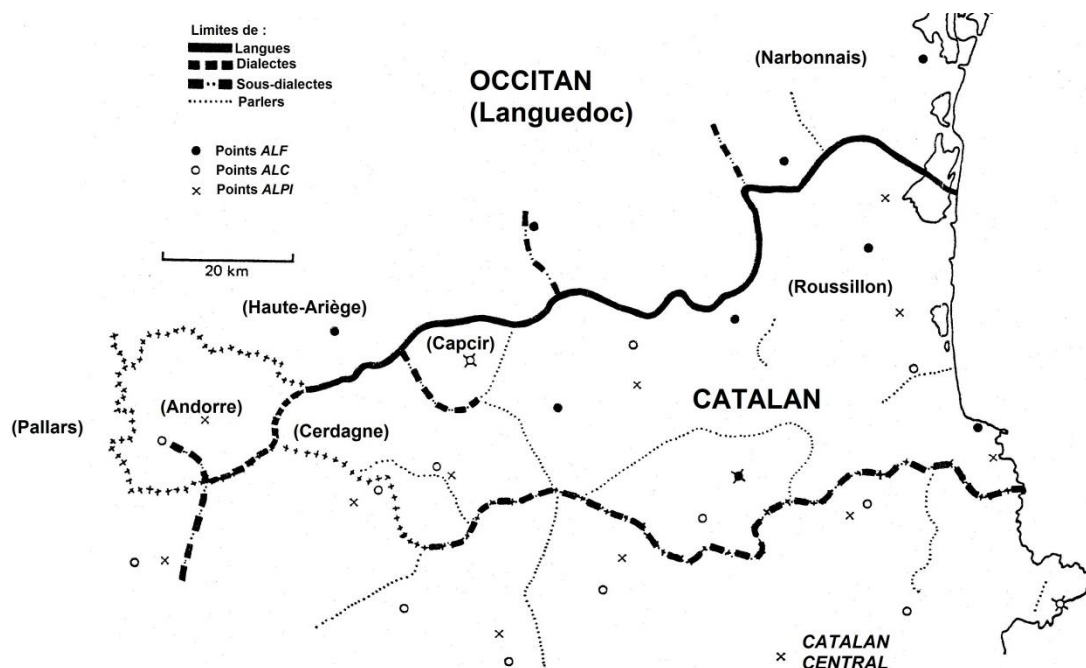 Limites de :
Langues
Dialectes
Sous-dialectes
Parlers
Points ALF
Points ALC
Points ALPI
20 km
OCCITAN
(Languedoc)
(Narbonnais)
(Haute-Ariège)
(Roussillon)
(Capcir)
(Andorre)
CATALAN
(Pallars)
(Cerdagne)
CATALAN
CENTRAL